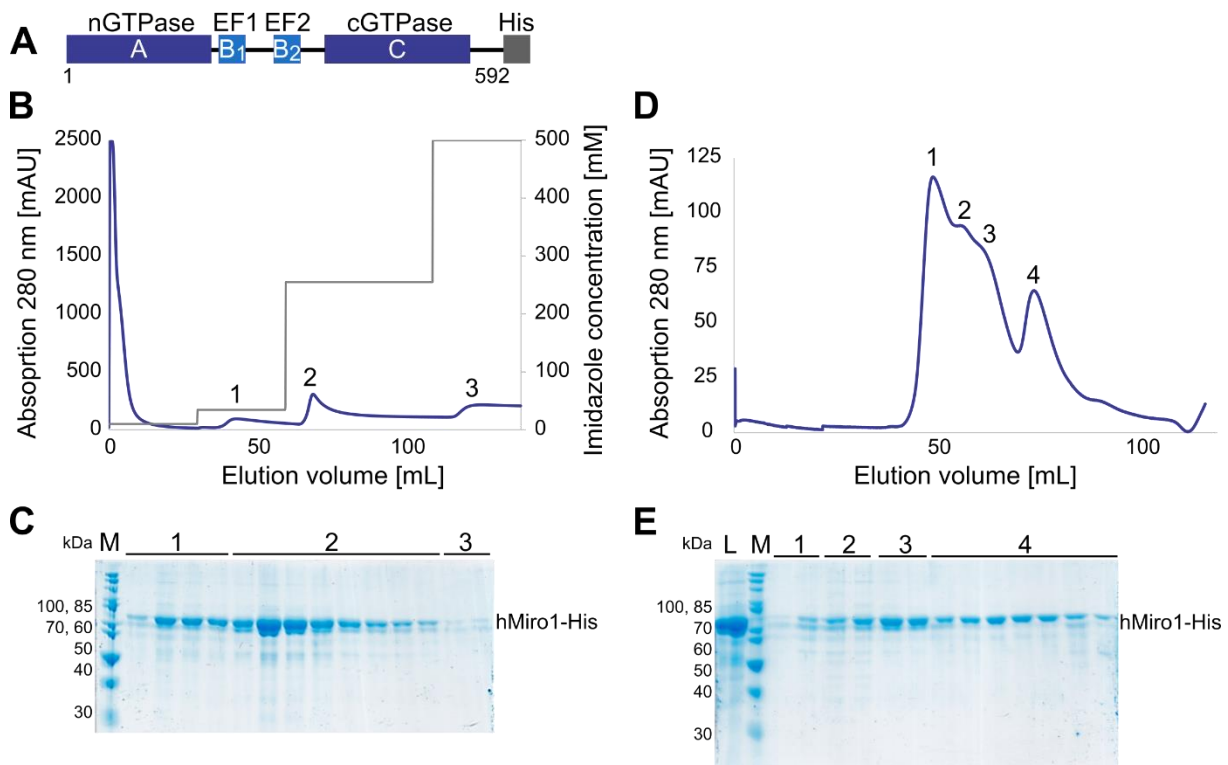 A
nGTPase EF1 EF2 cGTPase His
A B1 B2 C
1 592
B
Absoprtion 280 nm [mAU]
2500
2000
1500
1000
500
0
0 50 100
Elution volume [mL]
500
400
300
200
100
0
Imidazole concentration [mM]
1 2 3
D
Absoprtion 280 nm [mAU]
125
100
75
50
25
0
0 50 100
Elution volume [mL]
1 2 3 4
C
kDa M 1 2 3
100, 85
70, 60
50
40
30
hMiro1-His
E
kDa L M 1 2 3 4
100, 85
70
60
50
40
30
hMiro1-His